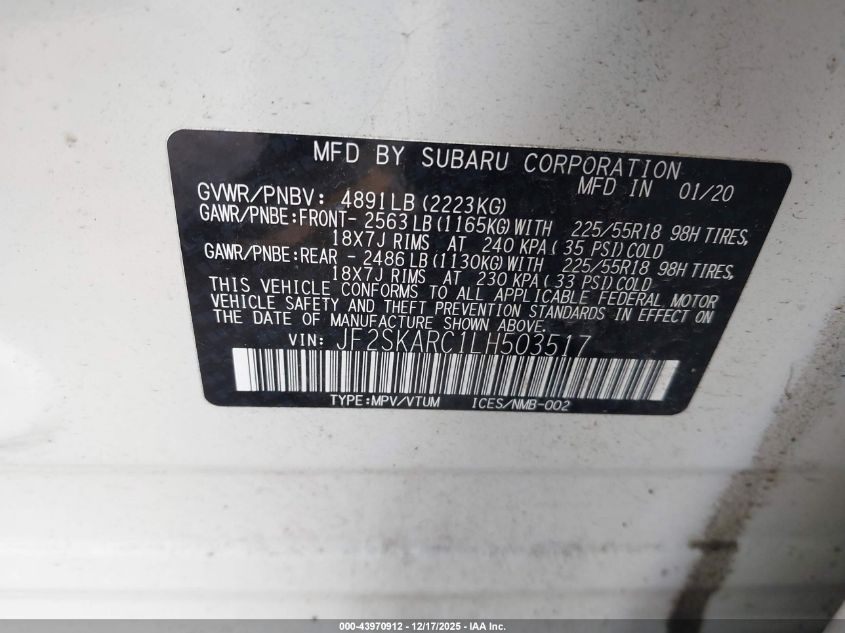 MFD BY SUBARU CORPORATION
MFD IN 01/20
GVWR/PNBV: 4891LB(2223KG)
GAWR/PNBE:FRONT- 2563LB(1165KG)WITH 225/55R18 98H TIRES,
18X7J RIMS AT 240 KPA(35 PSI)COLD
GAWR/PNBE:REAR - 2486LB(1130KG)WITH 225/55R18 98H TIRES,
18X7J RIMS AT 230 KPA(33 PSI)COLD
THIS VEHICLE CONFORMS TO ALL APPLICABLE FEDERAL MOTOR
VEHICLE SAFETY AND THEFT PREVENTION STANDARDS IN EFFECT ON
THE DATE OF MANUFACTURE SHOWN ABOVE.
VIN: JF2SKARC1LH503517
TYPE:MPV/VTUM ICES/NMB-002
000-43970912 - 12/17/2025 - IAA Inc.